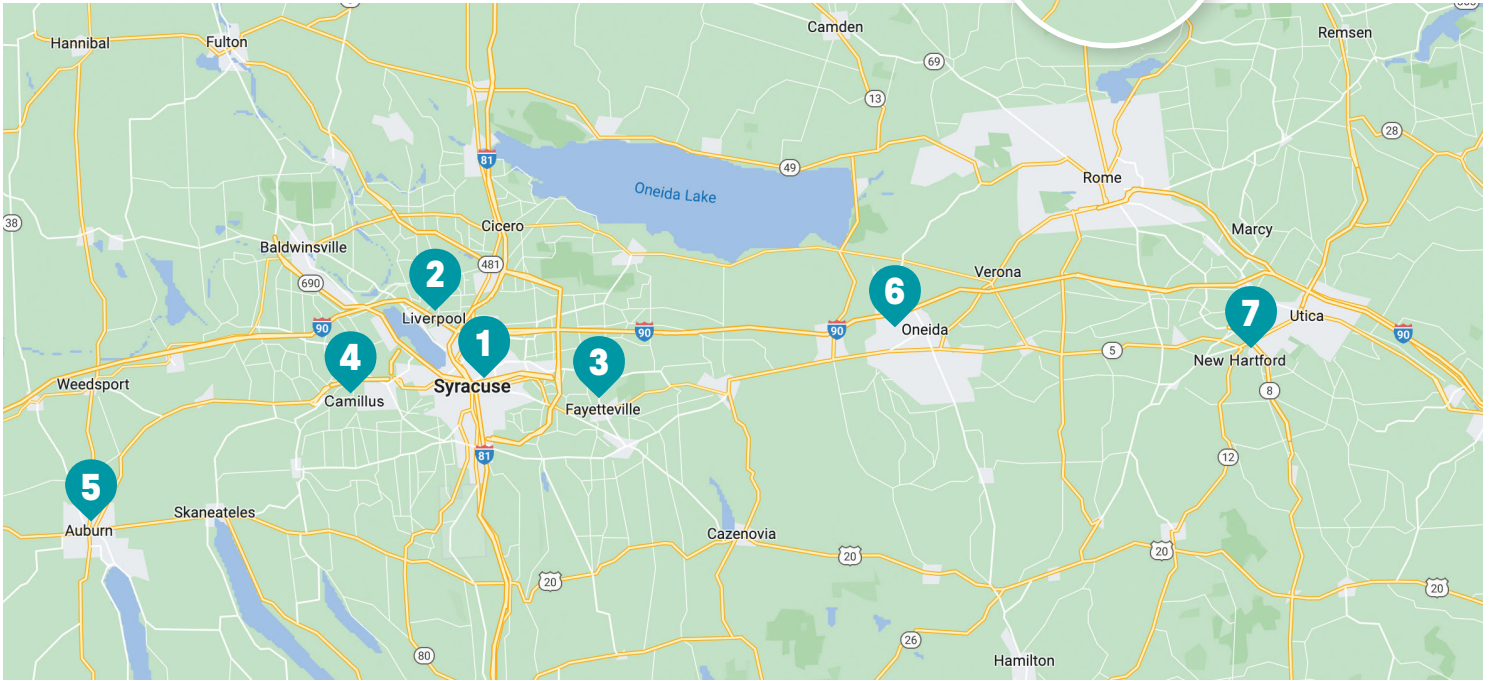 Hannibal
Fulton
Camden
Remsen
69
13
28
81
49
Oneida Lake
Rome
38
Cicero
Marcy
Baldwinsville
481
2
Verona
690
6
Liverpool
7
Utica
90
1
90
90
Oneida
90
4
3
5
New Hartford
Weedsport
Syracuse
8
Camillus
Fayetteville
81
12
5
Skaneateles
Auburn
Cazenovia
20
20
20
20
26
80
Hamilton